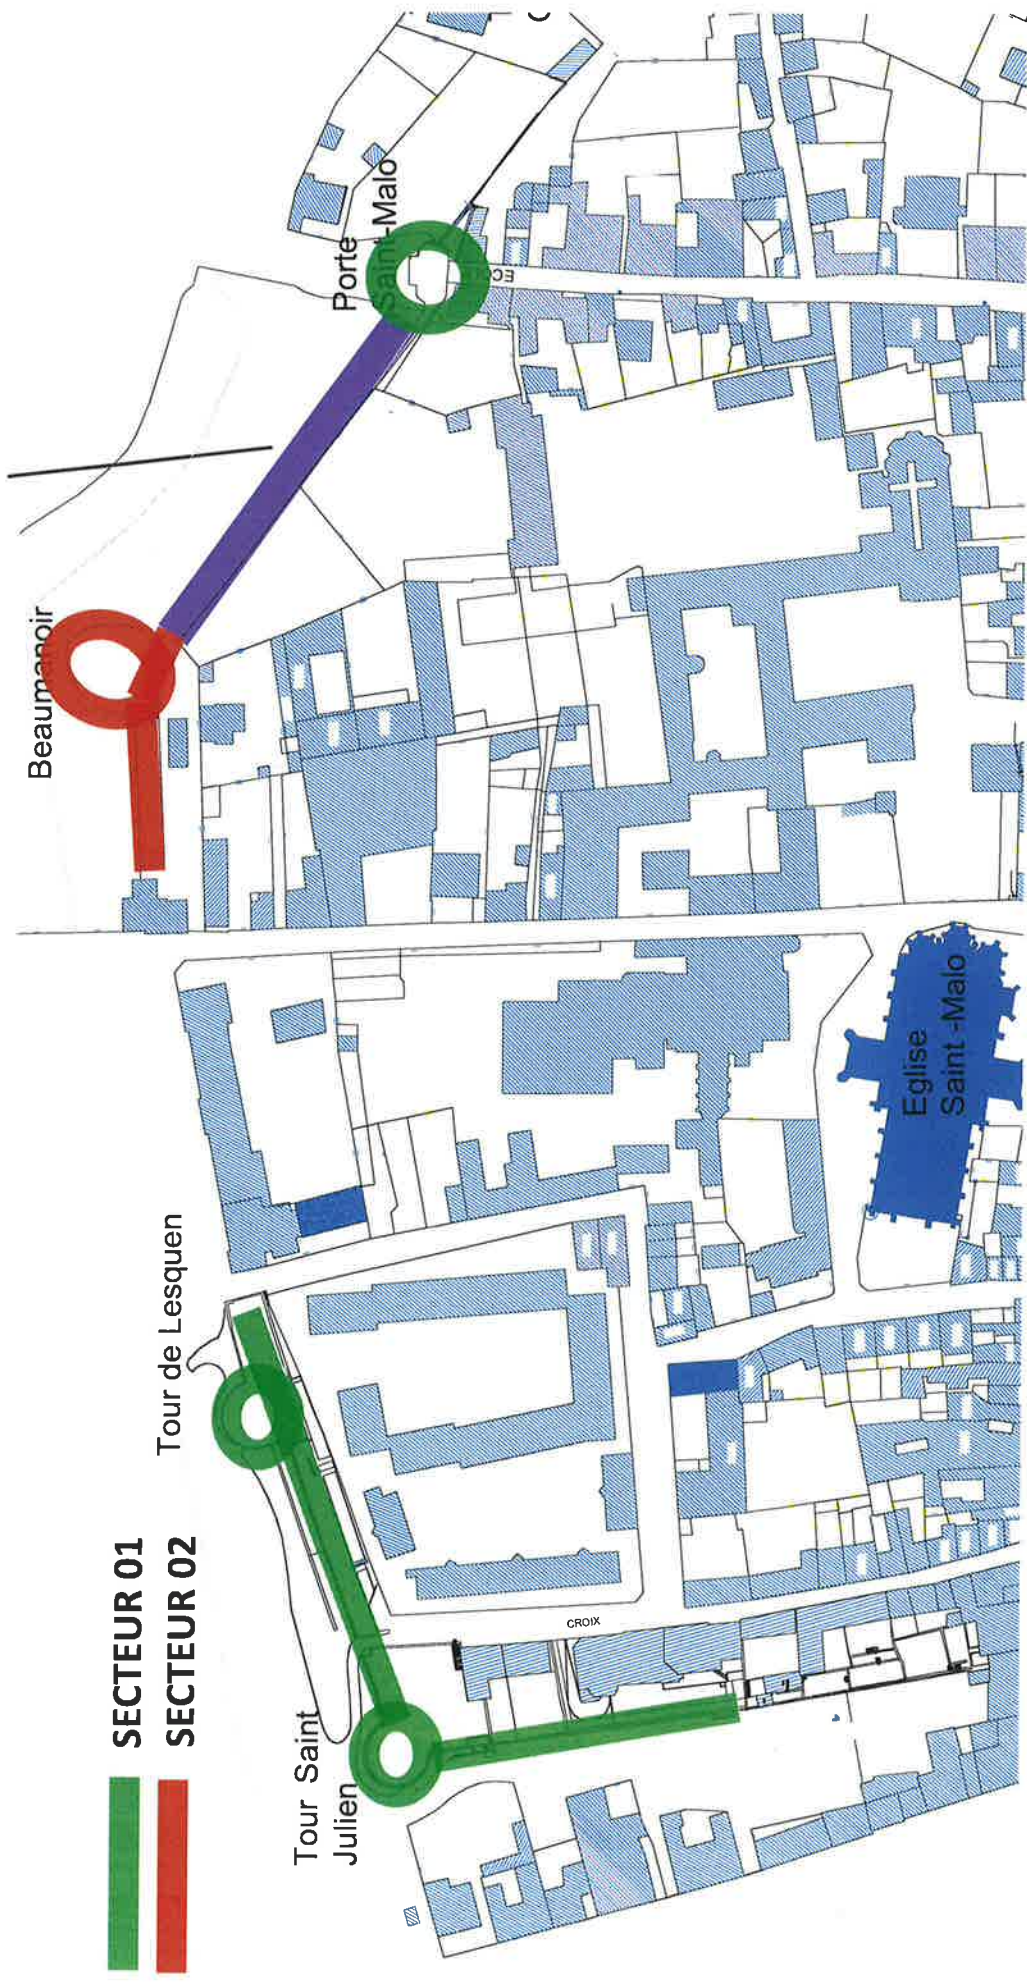 SECTEUR 01
SECTEUR 02
Tour Saint
Julien
Tour de Lesquen
Beaumanoir
Porte
Saint-Malo
Eglise
Saint -Malo
CROIX